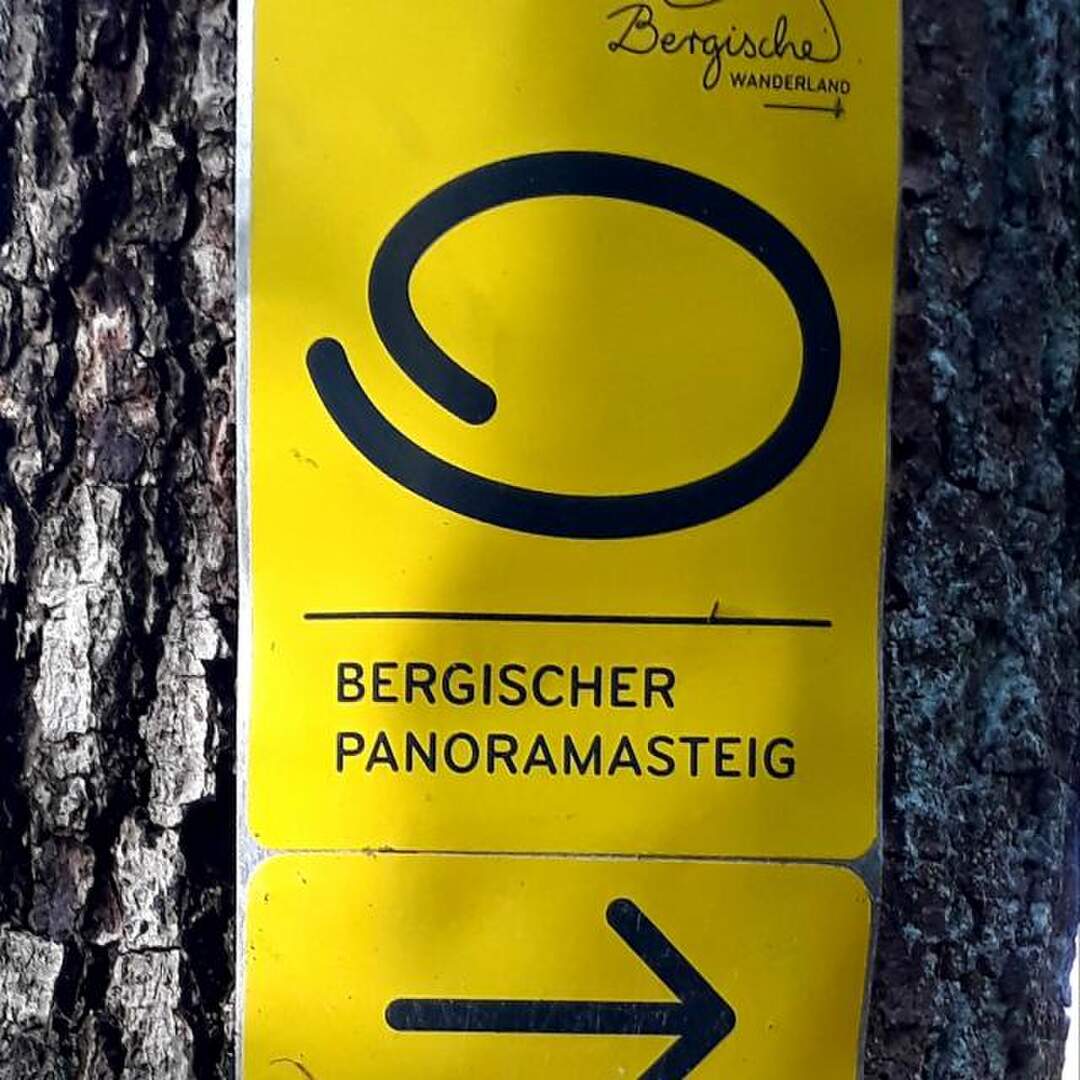 Bergische
WANDERLAND
BERGISCHER
PANORAMASTEIG